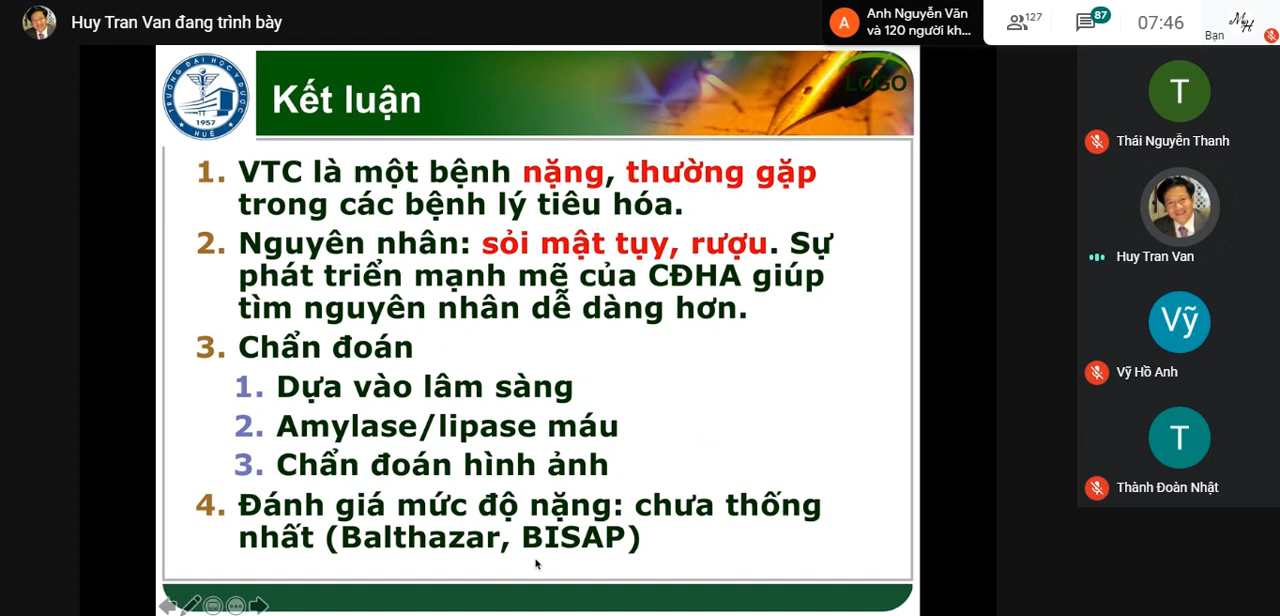 Huy Tran Van đang trình bày
A
Anh Nguyễn Văn
và 120 người kh...
127
87
07:46
Bạn
TRƯỜNG ĐẠI HỌC Y DƯỢC
1957
HUẾ
Kết luận
LOGO
1. VTC là một bệnh nặng, thường gặp
trong các bệnh lý tiêu hóa.
2. Nguyên nhân: sỏi mật tụy, rượu. Sự
phát triển mạnh mẽ của CĐHA giúp
tìm nguyên nhân dễ dàng hơn.
3. Chẩn đoán
1. Dựa vào lâm sàng
2. Amylase/lipase máu
3. Chẩn đoán hình ảnh
4. Đánh giá mức độ nặng: chưa thống
nhất (Balthazar, BISAP)
T
Thái Nguyễn Thanh
Huy Tran Van
Vỹ
Vỹ Hồ Anh
T
Thành Đoàn Nhật